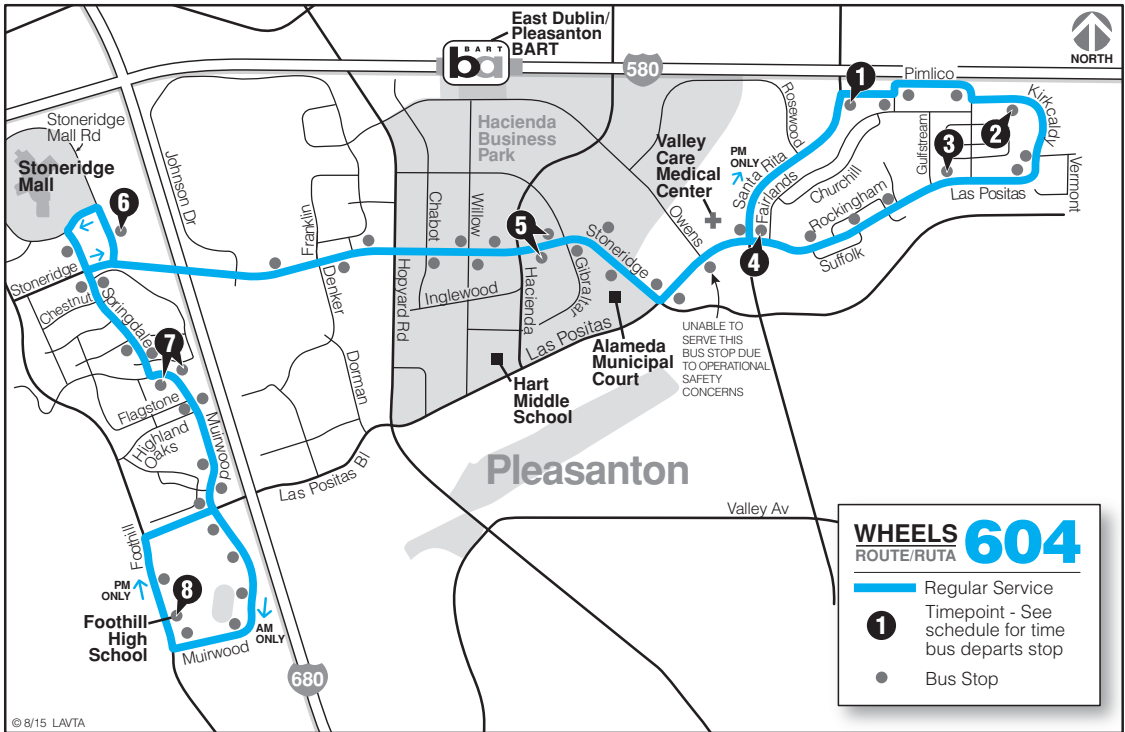 East Dublin/
Pleasanton
BART
BART
ba
580
NORTH
Pimlico
Kirkcaldy
1
2
3
Gulfstream
Vermont
Las Positas
Rosewood
Santa Rita
Fairlands
Churchill
Rockingham
Suffolk
4
PM
ONLY
Valley
Care
Medical
Center
Owens
Hacienda
Business
Park
Stoneridge
Mall Rd
Stoneridge
Mall
6
Johnson Dr
Franklin
Denker
Dorman
Chabot
Willow
5
Hopyard Rd
Inglewood
Hacienda
Gibraltar
Stoneridge
Las Positas
Stoneridge
Chestnut
Springdale
7
Flagstone
Highland
Oaks
Muirwood
Las Positas Bl
Hart
Middle
School
Alameda
Municipal
Court
UNABLE TO
SERVE THIS
BUS STOP DUE
TO OPERATIONAL
SAFETY
CONCERNS
Pleasanton
Valley Av
Foothill
PM
ONLY
8
Foothill
High
School
AM
ONLY
Muirwood
680
WHEELS
ROUTE/RUTA
604
Regular Service
1
Timepoint - See
schedule for time
bus departs stop
Bus Stop
© 8/15 LAVTA